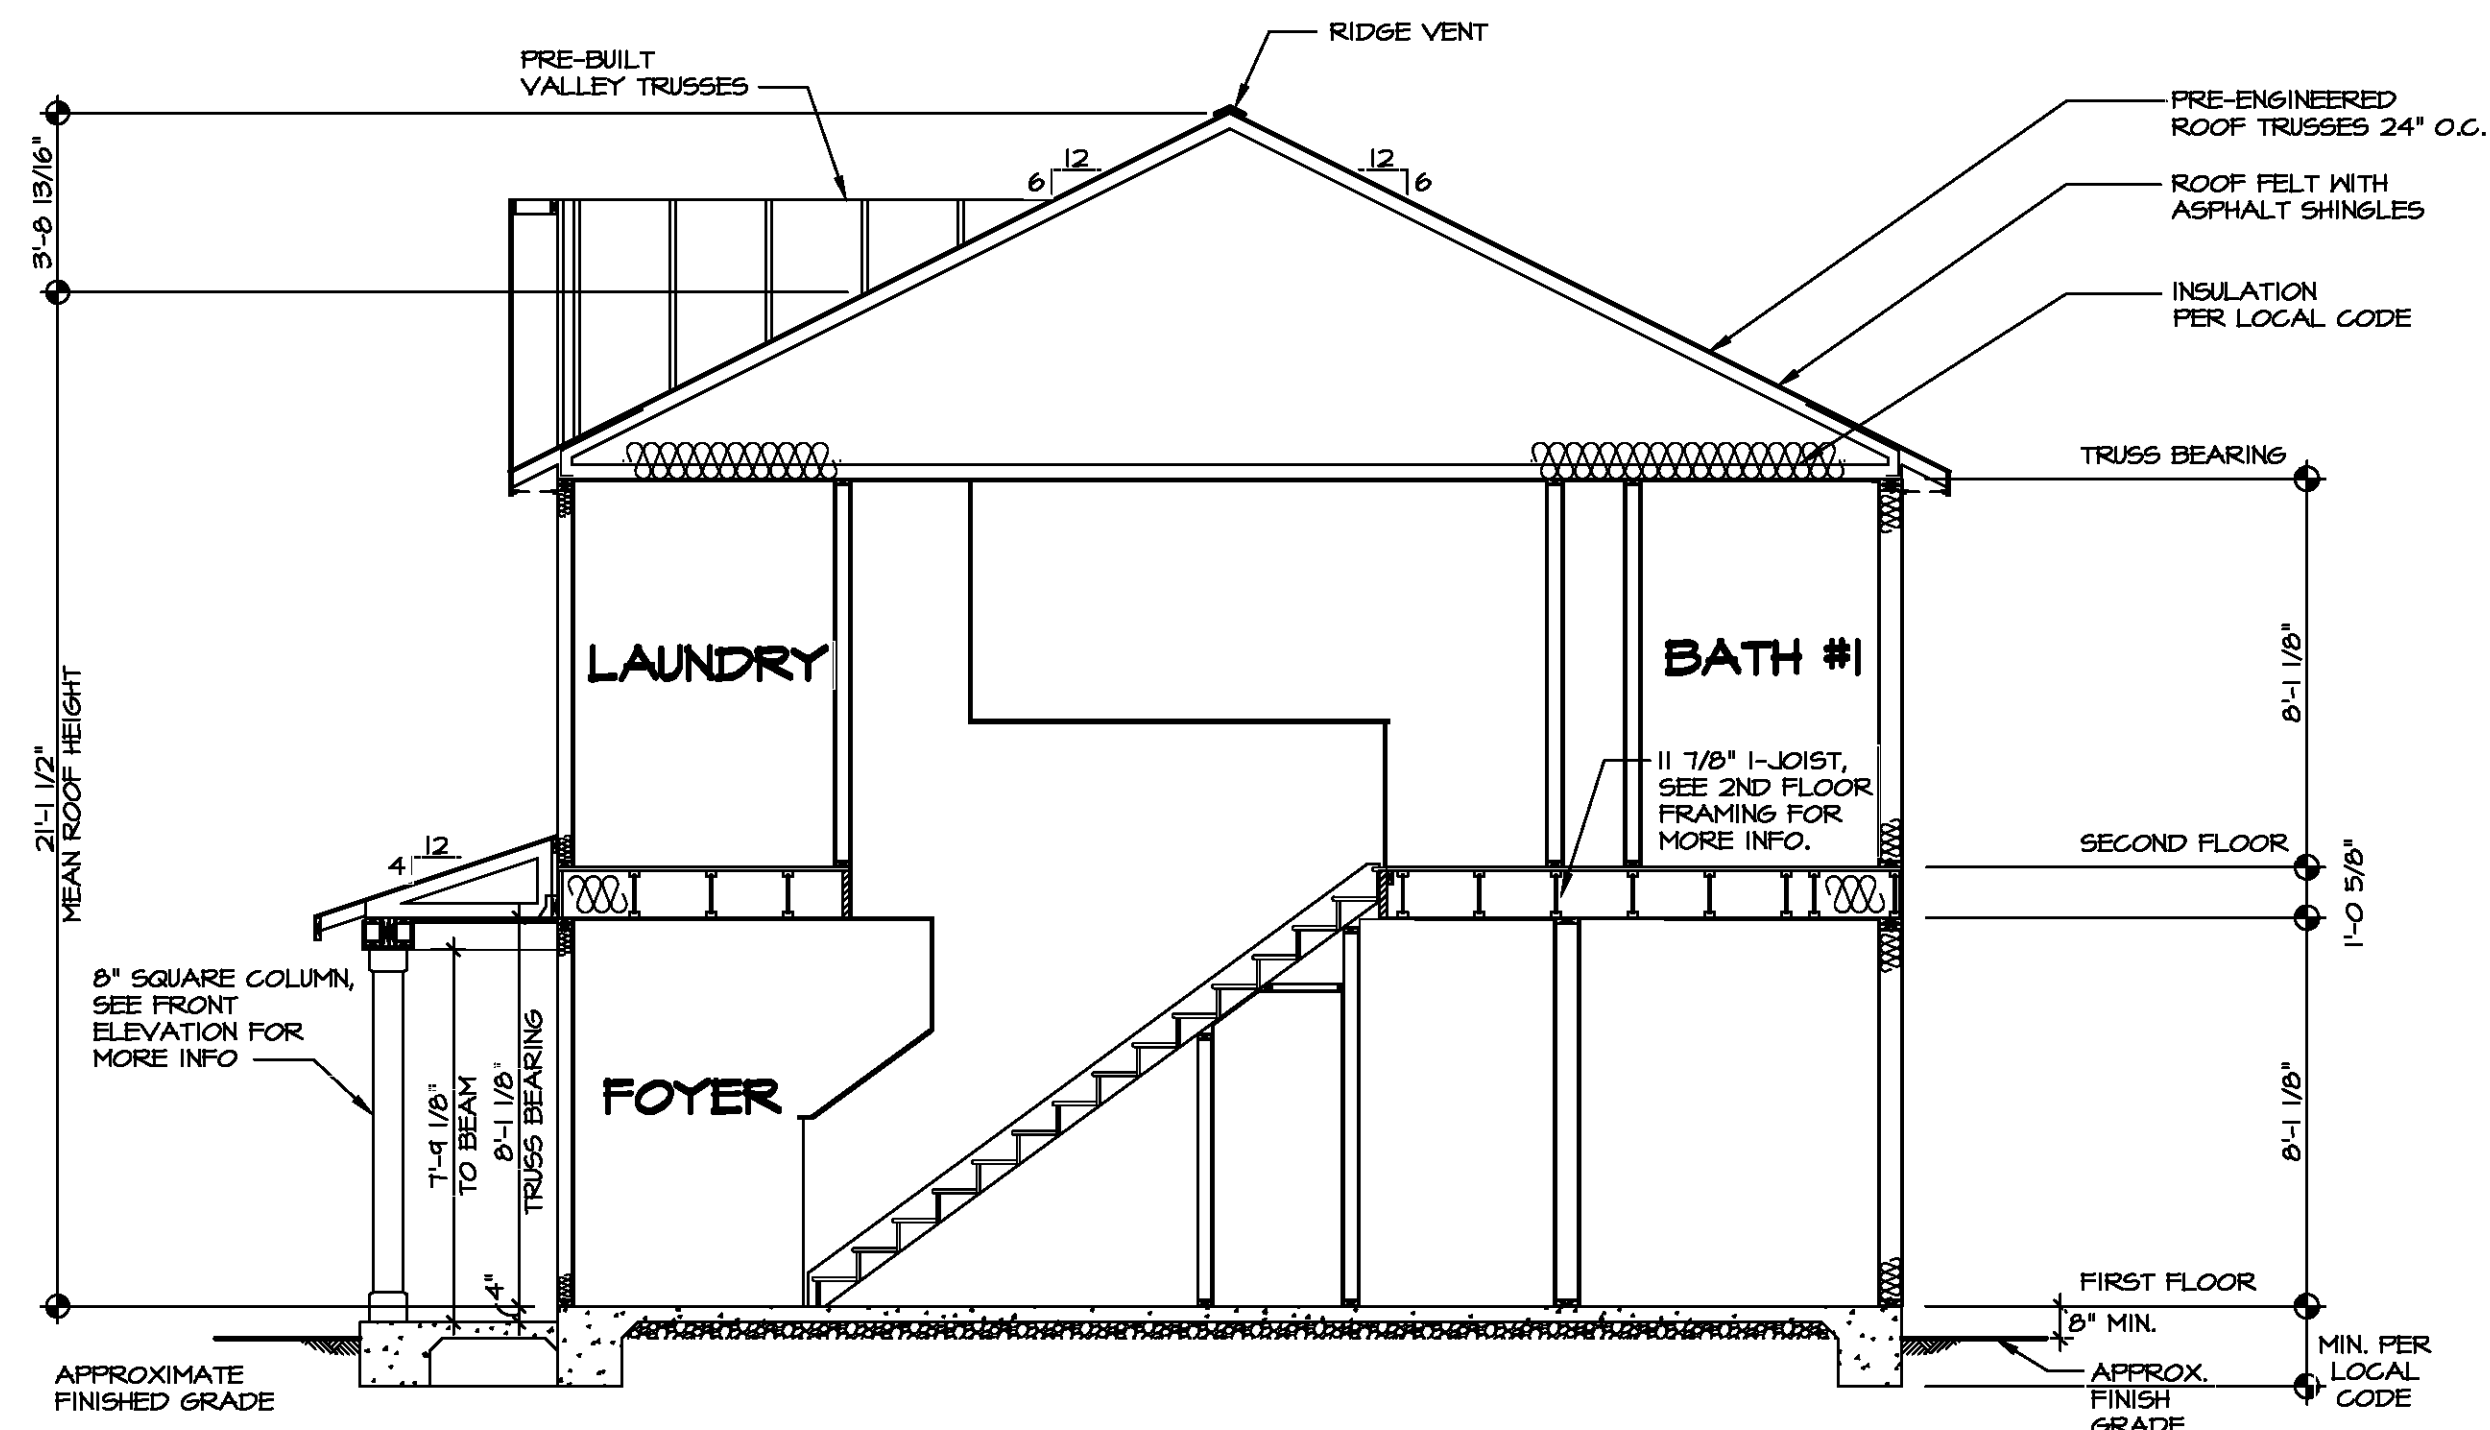 RIDGE VENT
PRE-BUILT
VALLEY TRUSSES
PRE-ENGINEERED
ROOF TRUSSES 24" O.C.
ROOF FELT WITH
ASPHALT SHINGLES
INSULATION
PER LOCAL CODE
3'-8 13/16"
12
6
12
6
TRUSS BEARING
LAUNDRY
BATH #1
8'-1 1/8"
21'-1 1/2"
MEAN ROOF HEIGHT
11 7/8" I-JOIST,
SEE 2ND FLOOR
FRAMING FOR
MORE INFO.
SECOND FLOOR
1'-0 5/8"
12
4
8" SQUARE COLUMN,
SEE FRONT
ELEVATION FOR
MORE INFO
7'-9 1/8"
TO BEAM
8'-1 1/8"
TRUSS BEARING
FOYER
8'-1 1/8"
4"
FIRST FLOOR
8" MIN.
MIN. PER
LOCAL
CODE
APPROXIMATE
FINISHED GRADE
APPROX.
FINISH
GRADE